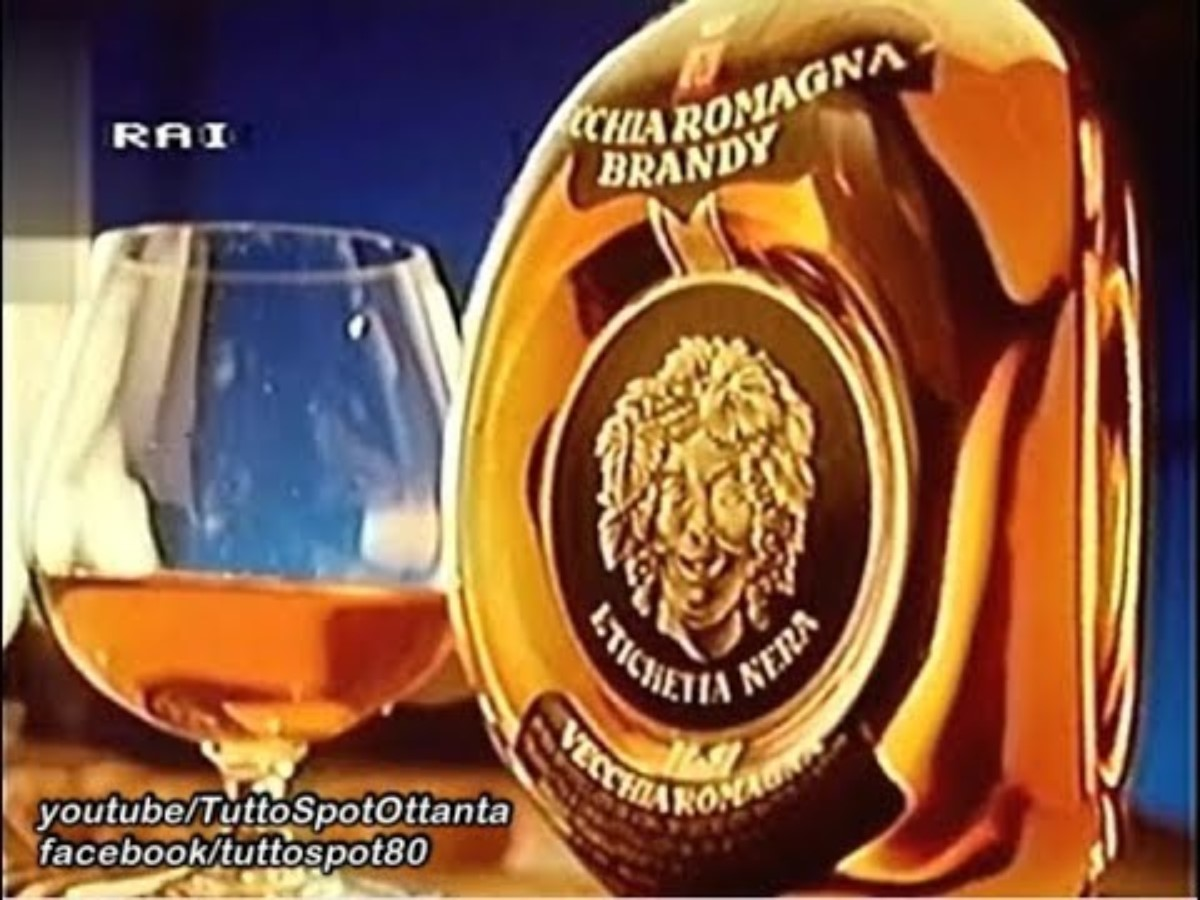 RAI
CCHIA ROMAGNA
BRANDY
ETICHETTA NERA
VECCHIA ROMAGNA
youtube/TuttoSpotOttanta
facebook/tuttospot80